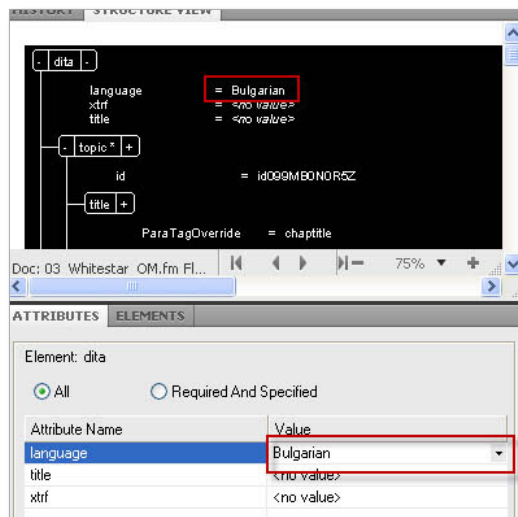 HISTORY STRUCTURE VIEW
- dita -
language = Bulgarian
xtrf = <no value>
title = <no value>
- topic* +
id = id099MB0N0R5Z
title +
ParaTagOverride = chaptitle
Doc: 03_Whitestar_OM.fm Fl... 75%
ATTRIBUTES ELEMENTS
Element: dita
All Required And Specified
Attribute Name Value
language Bulgarian
title <no value>
xtrf <no value>